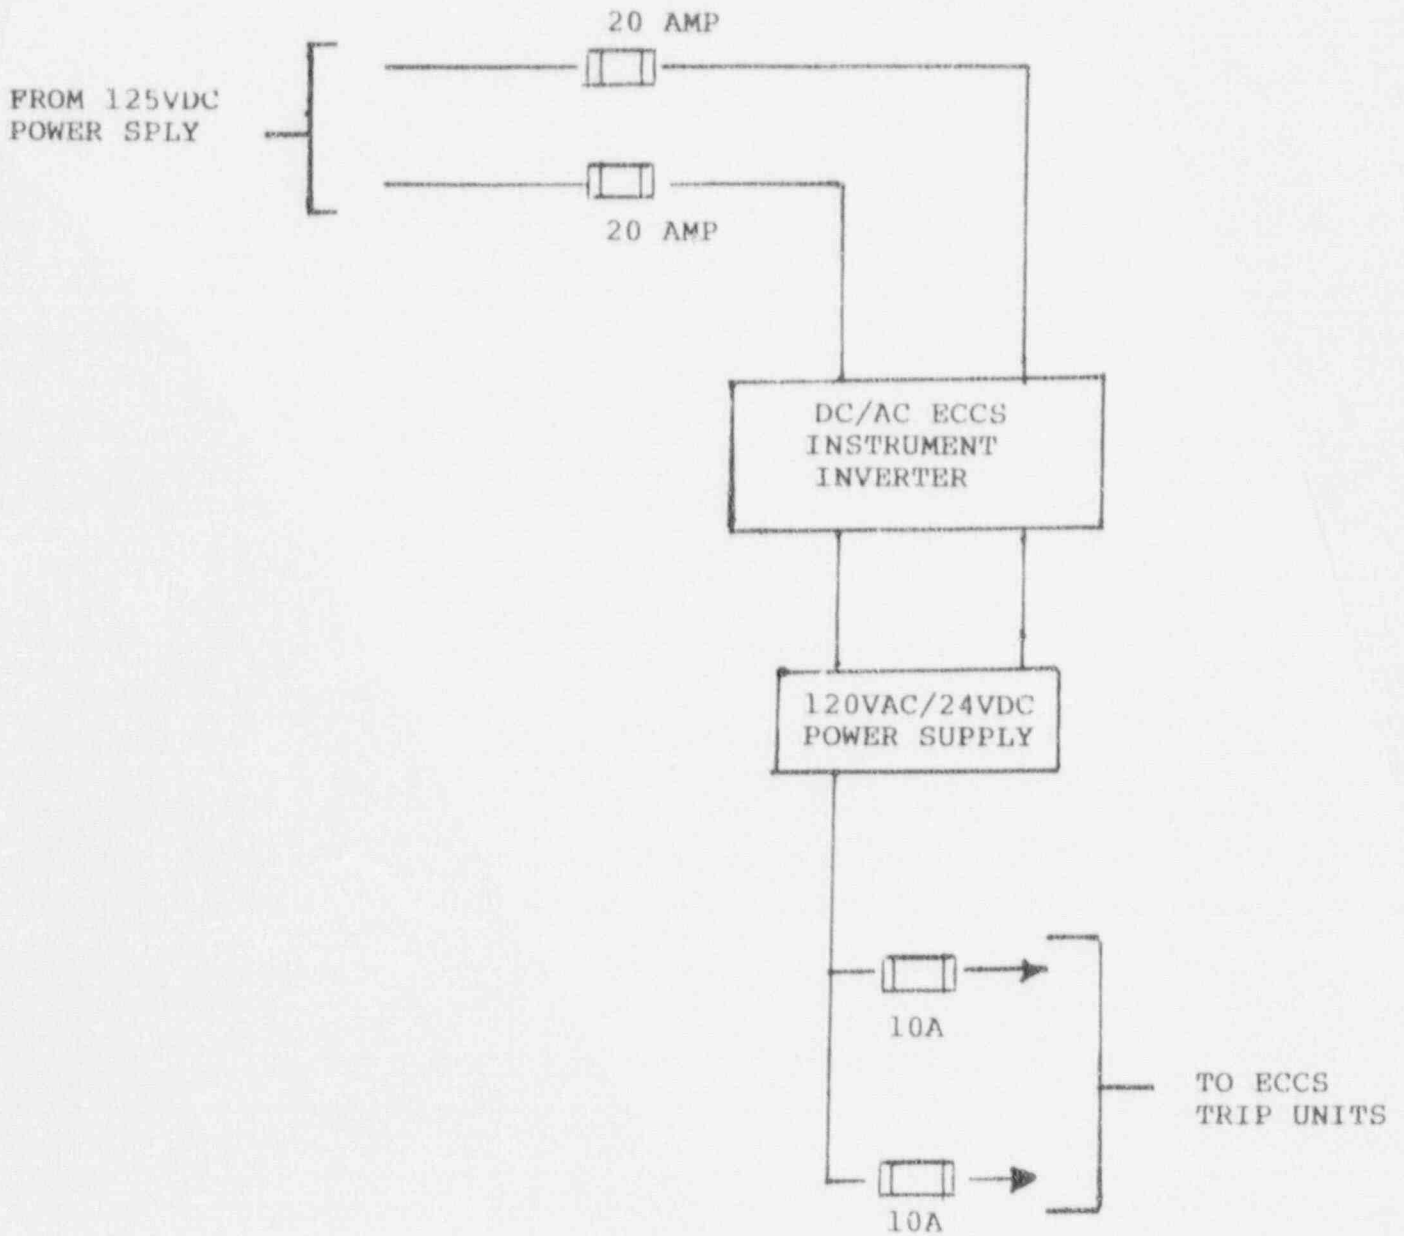 20 AMP
FROM 125VDC
POWER SPLY
20 AMP
DC/AC ECCS
INSTRUMENT
INVERTER
120VAC/24VDC
POWER SUPPLY
10A
TO ECCS
TRIP UNITS
10A